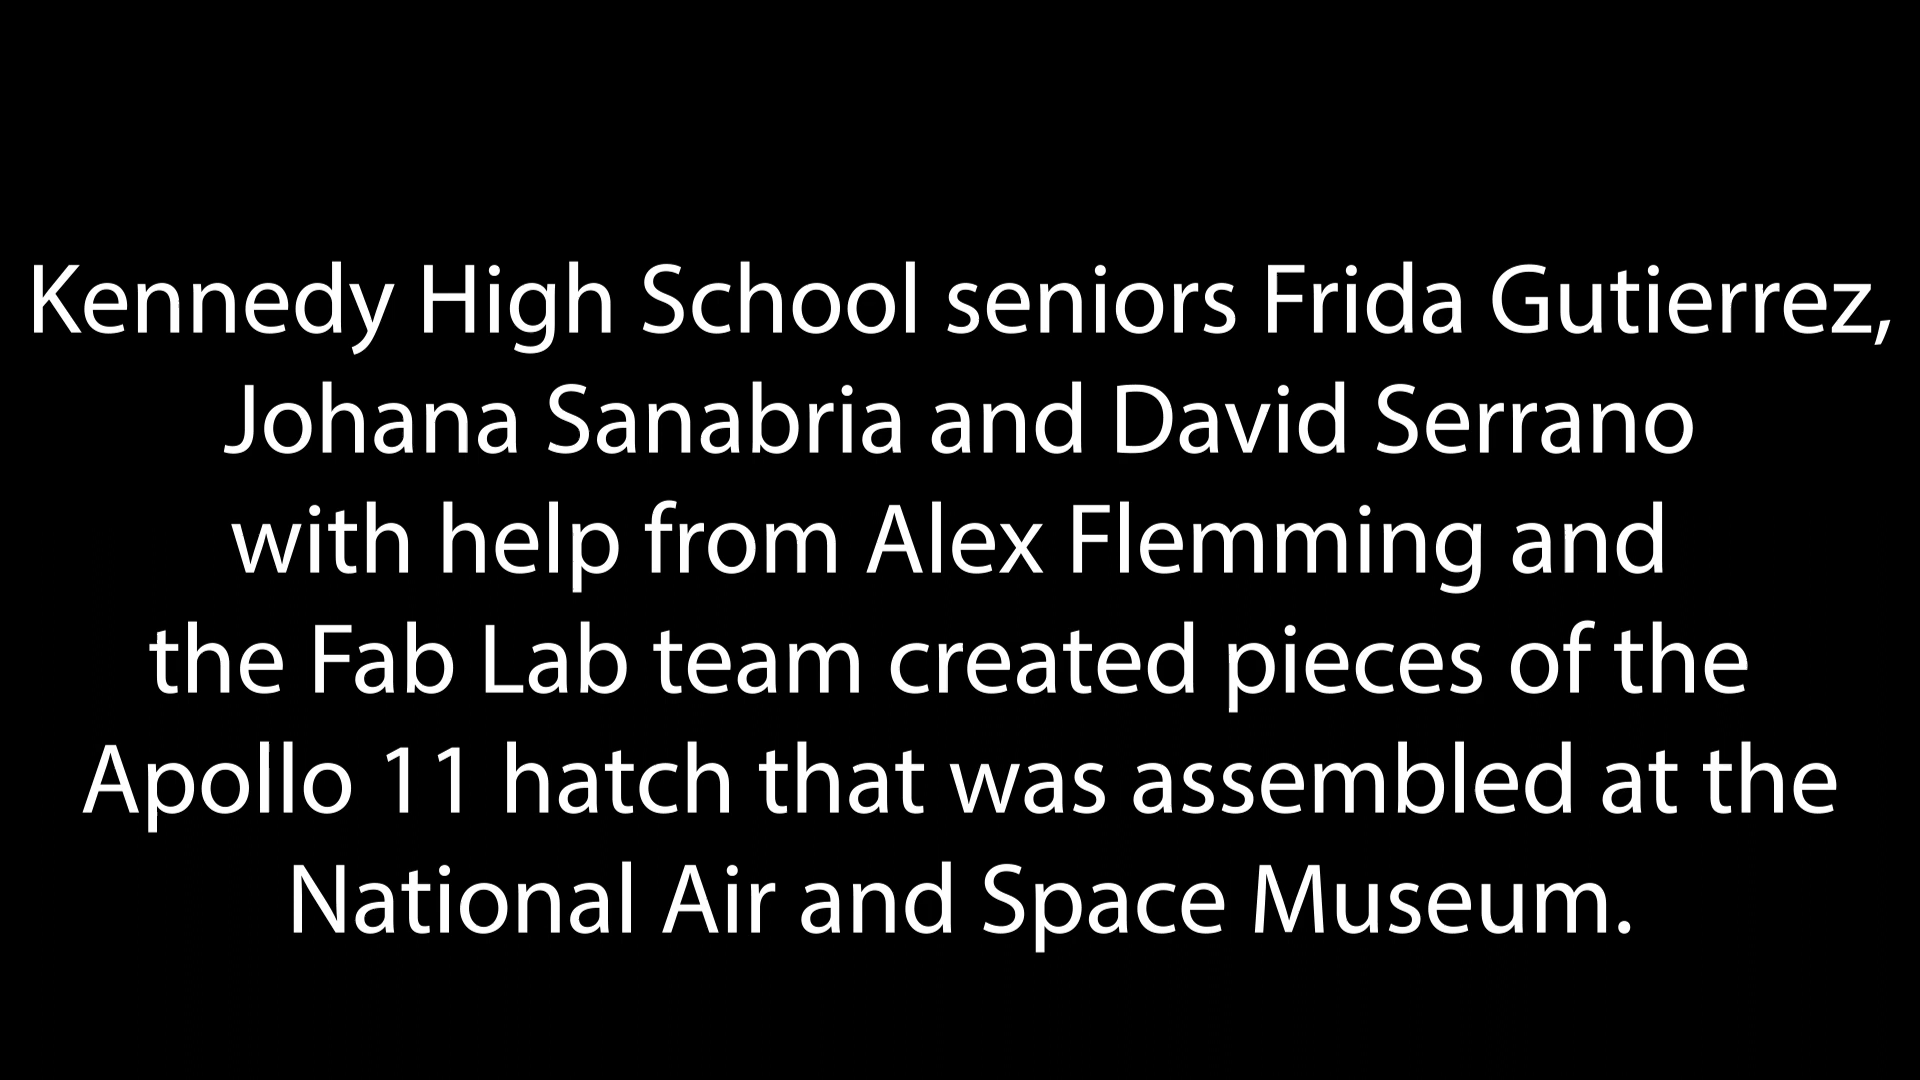 Kennedy High School seniors Frida Gutierrez,
Johana Sanabria and David Serrano
with help from Alex Flemming and
the Fab Lab team created pieces of the
Apollo 11 hatch that was assembled at the
National Air and Space Museum.